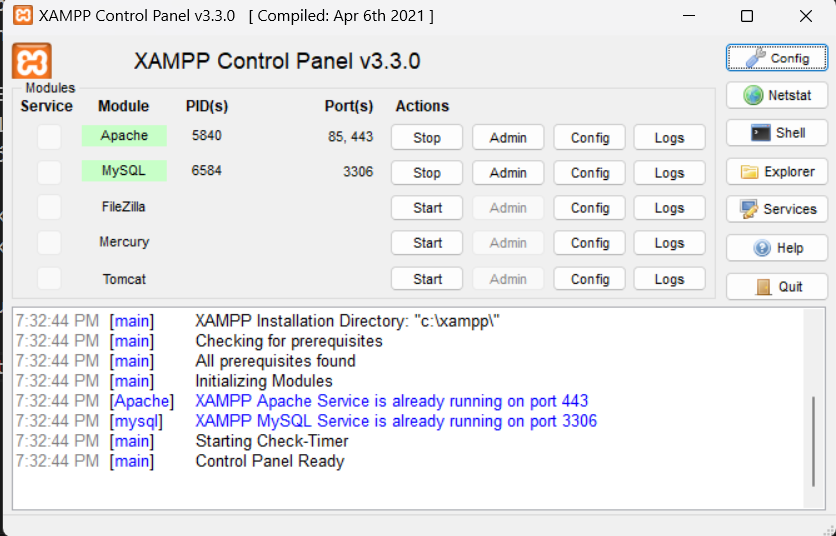 XAMPP Control Panel v3.3.0 [ Compiled: Apr 6th 2021 ]
XAMPP Control Panel v3.3.0
Config
Modules
Service Module PID(s) Port(s) Actions
Netstat
Apache 5840 85, 443 Stop Admin Config Logs
Shell
MySQL 6584 3306 Stop Admin Config Logs
Explorer
FileZilla Start Admin Config Logs
Services
Mercury Start Admin Config Logs
Help
Tomcat Start Admin Config Logs
Quit
7:32:44 PM [main] XAMPP Installation Directory: "c:\xampp\"
7:32:44 PM [main] Checking for prerequisites
7:32:44 PM [main] All prerequisites found
7:32:44 PM [main] Initializing Modules
7:32:44 PM [Apache] XAMPP Apache Service is already running on port 443
7:32:44 PM [mysql] XAMPP MySQL Service is already running on port 3306
7:32:44 PM [main] Starting Check-Timer
7:32:44 PM [main] Control Panel Ready